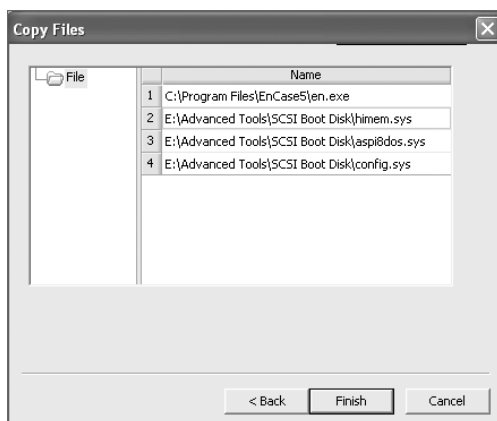 Copy Files
File
Name
1 C:\Program Files\EnCase5\en.exe
2 E:\Advanced Tools\SCSI Boot Disk\himem.sys
3 E:\Advanced Tools\SCSI Boot Disk\aspi8dos.sys
4 E:\Advanced Tools\SCSI Boot Disk\config.sys
< Back Finish Cancel